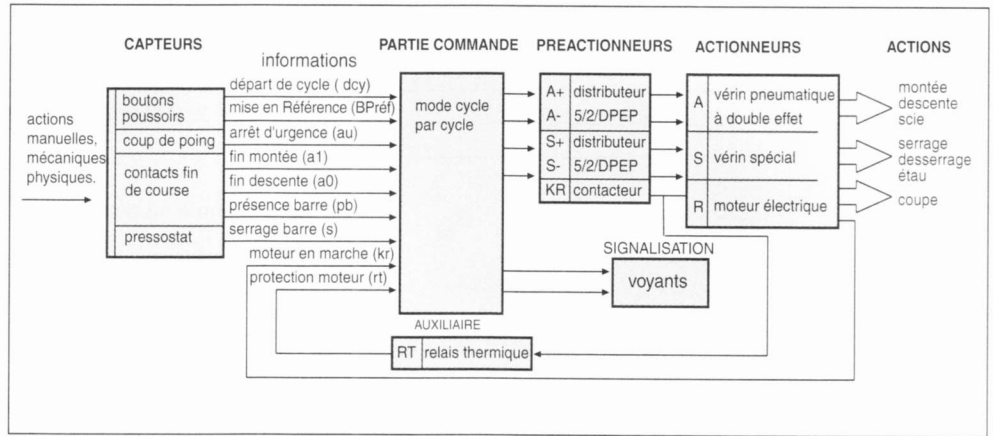 CAPTEURS
informations
PARTIE COMMANDE
PREACTIONNEURS
ACTIONNEURS
ACTIONS
actions
manuelles,
mécaniques
physiques.
boutons
poussoirs
coup de poing
contacts fin
de course
pressostat
départ de cycle ( dcy)
mise en Référence (BPréf)
arrêt d'urgence (au)
fin montée (a1)
fin descente (a0)
présence barre (pb)
serrage barre (s)
moteur en marche (kr)
protection moteur (rt)
mode cycle
par cycle
A+ distributeur
A- 5/2/DPEP
S+ distributeur
S- 5/2/DPEP
KR contacteur
A vérin pneumatique
à double effet
S vérin spécial
R moteur électrique
montée
descente
scie
serrage
desserrage
étau
coupe
SIGNALISATION
voyants
AUXILIAIRE
RT relais thermique